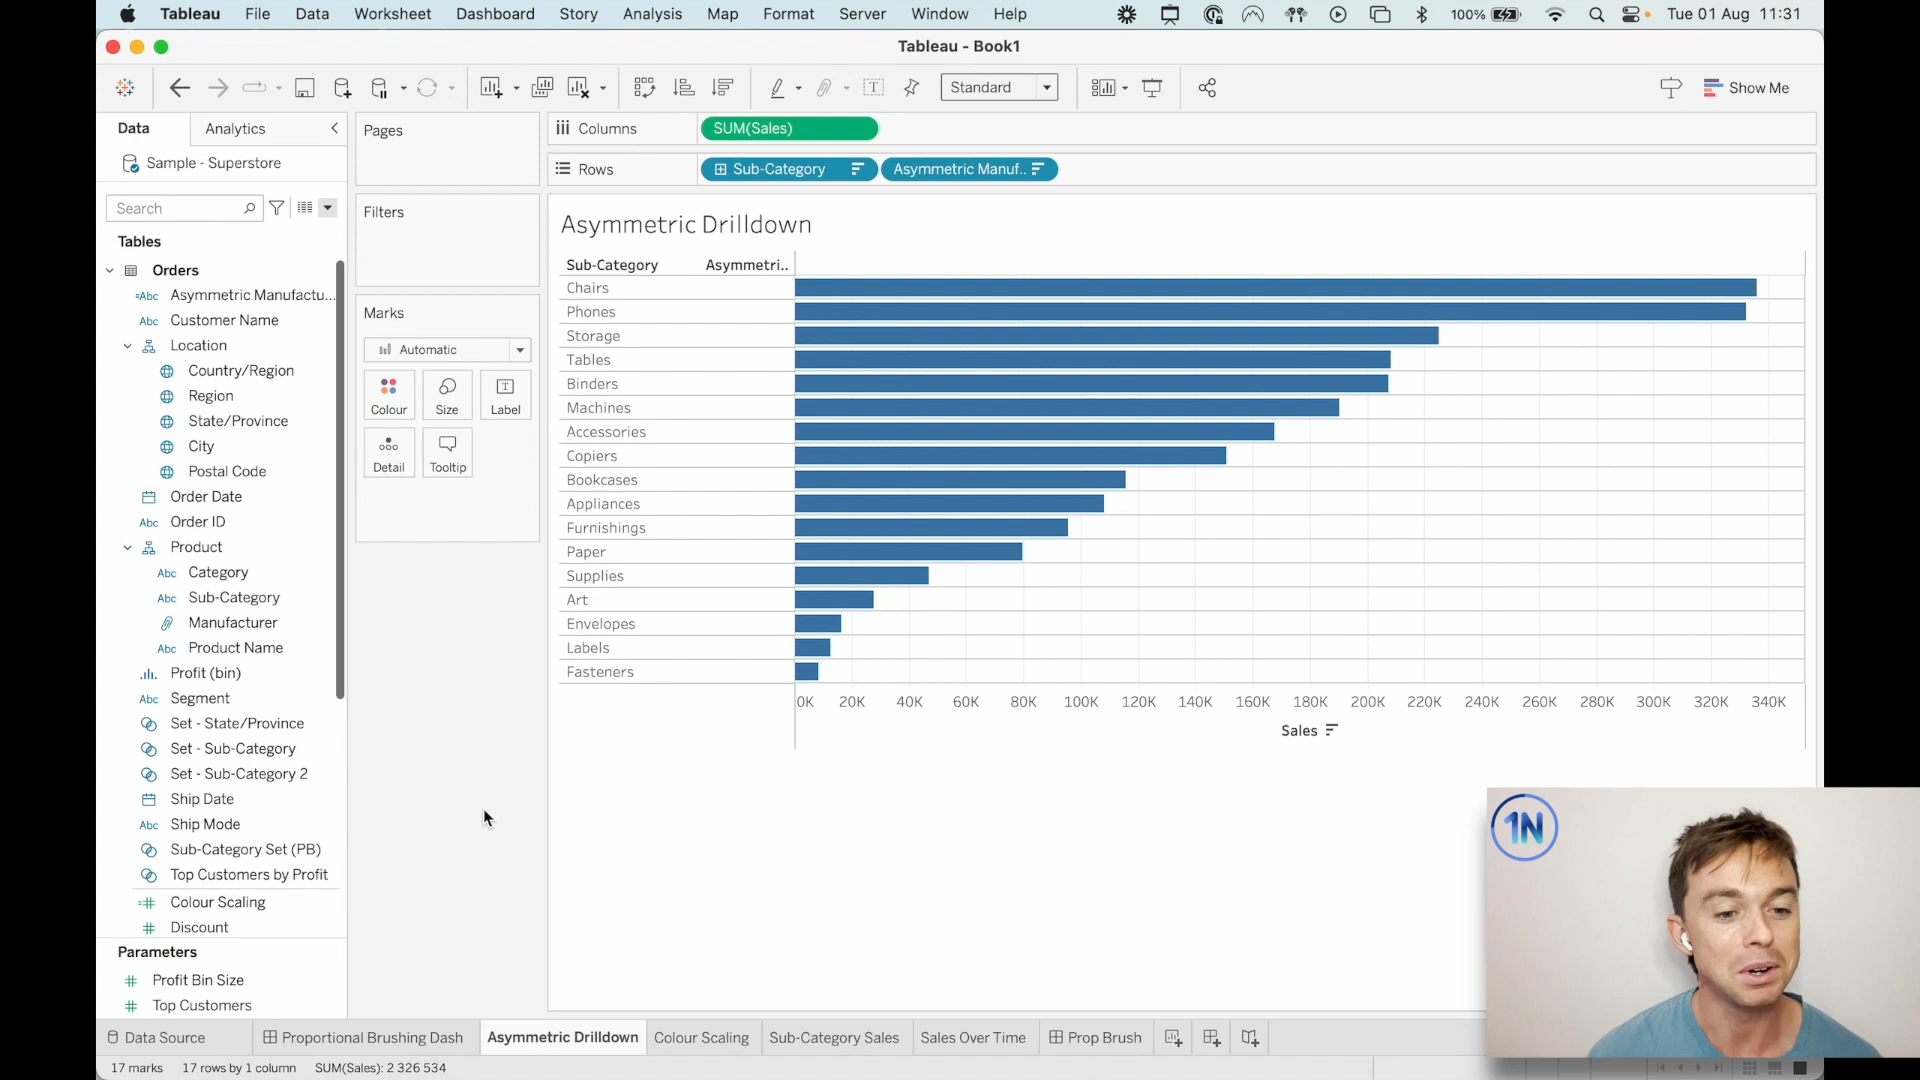 Tableau File Data Worksheet Dashboard Story Analysis Map Format Server Window Help 100% Tue 01 Aug 11:31
Tableau - Book1
Standard Show Me
Data Analytics
Sample - Superstore
Search
Tables
Orders
=Abc Asymmetric Manufactu...
Abc Customer Name
Location
Country/Region
Region
State/Province
City
Postal Code
Order Date
Abc Order ID
Product
Abc Category
Abc Sub-Category
Manufacturer
Abc Product Name
Profit (bin)
Abc Segment
Set - State/Province
Set - Sub-Category
Set - Sub-Category 2
Ship Date
Abc Ship Mode
Sub-Category Set (PB)
Top Customers by Profit
=# Colour Scaling
# Discount
Parameters
# Profit Bin Size
# Top Customers
Pages
Filters
Marks
Automatic
Colour Size T Label
Detail Tooltip
Columns SUM(Sales)
Rows Sub-Category Asymmetric Manuf..
Asymmetric Drilldown
Sub-Category Asymmetri..
Chairs
Phones
Storage
Tables
Binders
Machines
Accessories
Copiers
Bookcases
Appliances
Furnishings
Paper
Supplies
Art
Envelopes
Labels
Fasteners
0K 20K 40K 60K 80K 100K 120K 140K 160K 180K 200K 220K 240K 260K 280K 300K 320K 340K
Sales
1N
Data Source Proportional Brushing Dash Asymmetric Drilldown Colour Scaling Sub-Category Sales Sales Over Time Prop Brush
17 marks 17 rows by 1 column SUM(Sales): 2 326 534